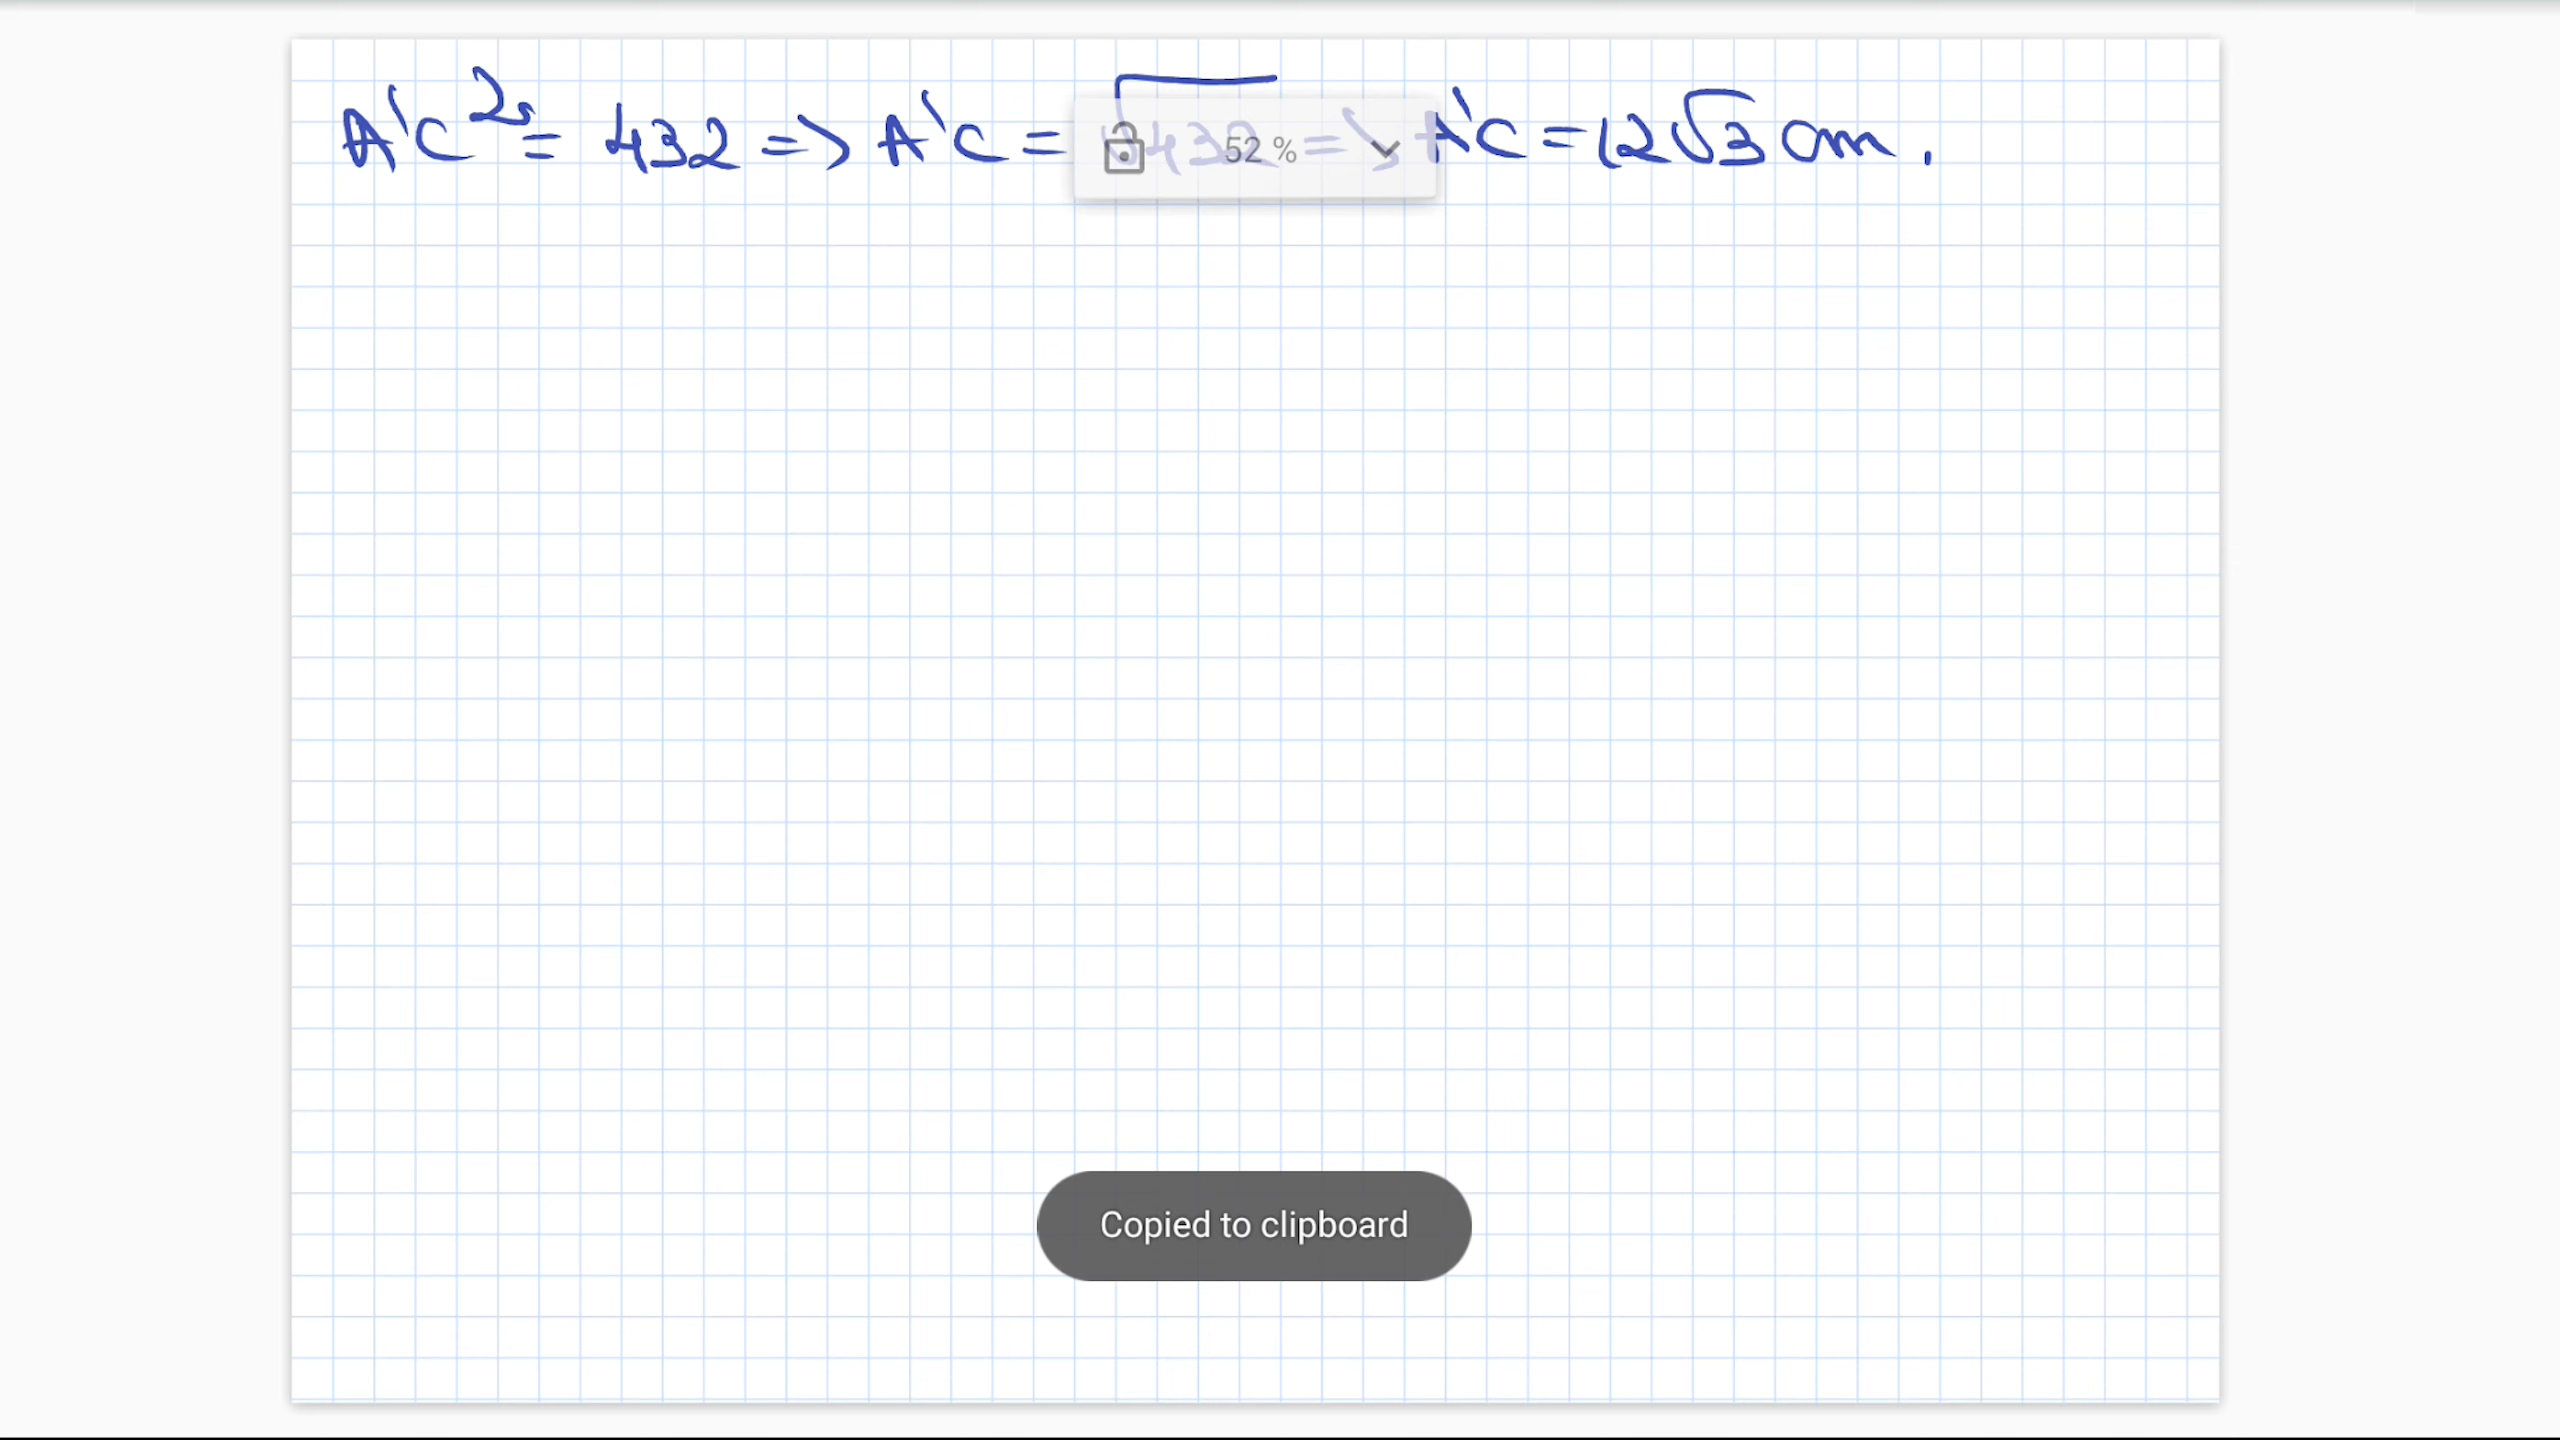 A'C² = 432 => A'C = √432 => A'C = 12√3 cm.
52 %
Copied to clipboard